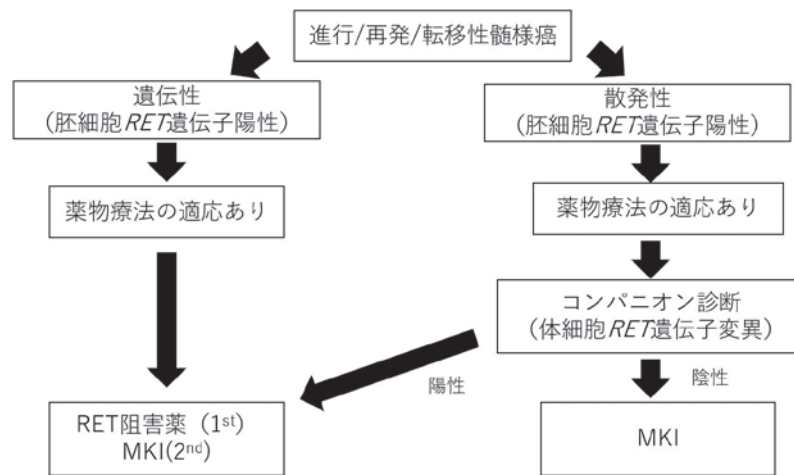 進行/再発/転移性髄様癌
遺伝性
(胚細胞RET遺伝子陽性)
散発性
(胚細胞RET遺伝子陽性)
薬物療法の適応あり
薬物療法の適応あり
コンパニオン診断
(体細胞RET遺伝子変異)
陽性
陰性
RET阻害薬（1st）
MKI(2nd)
MKI